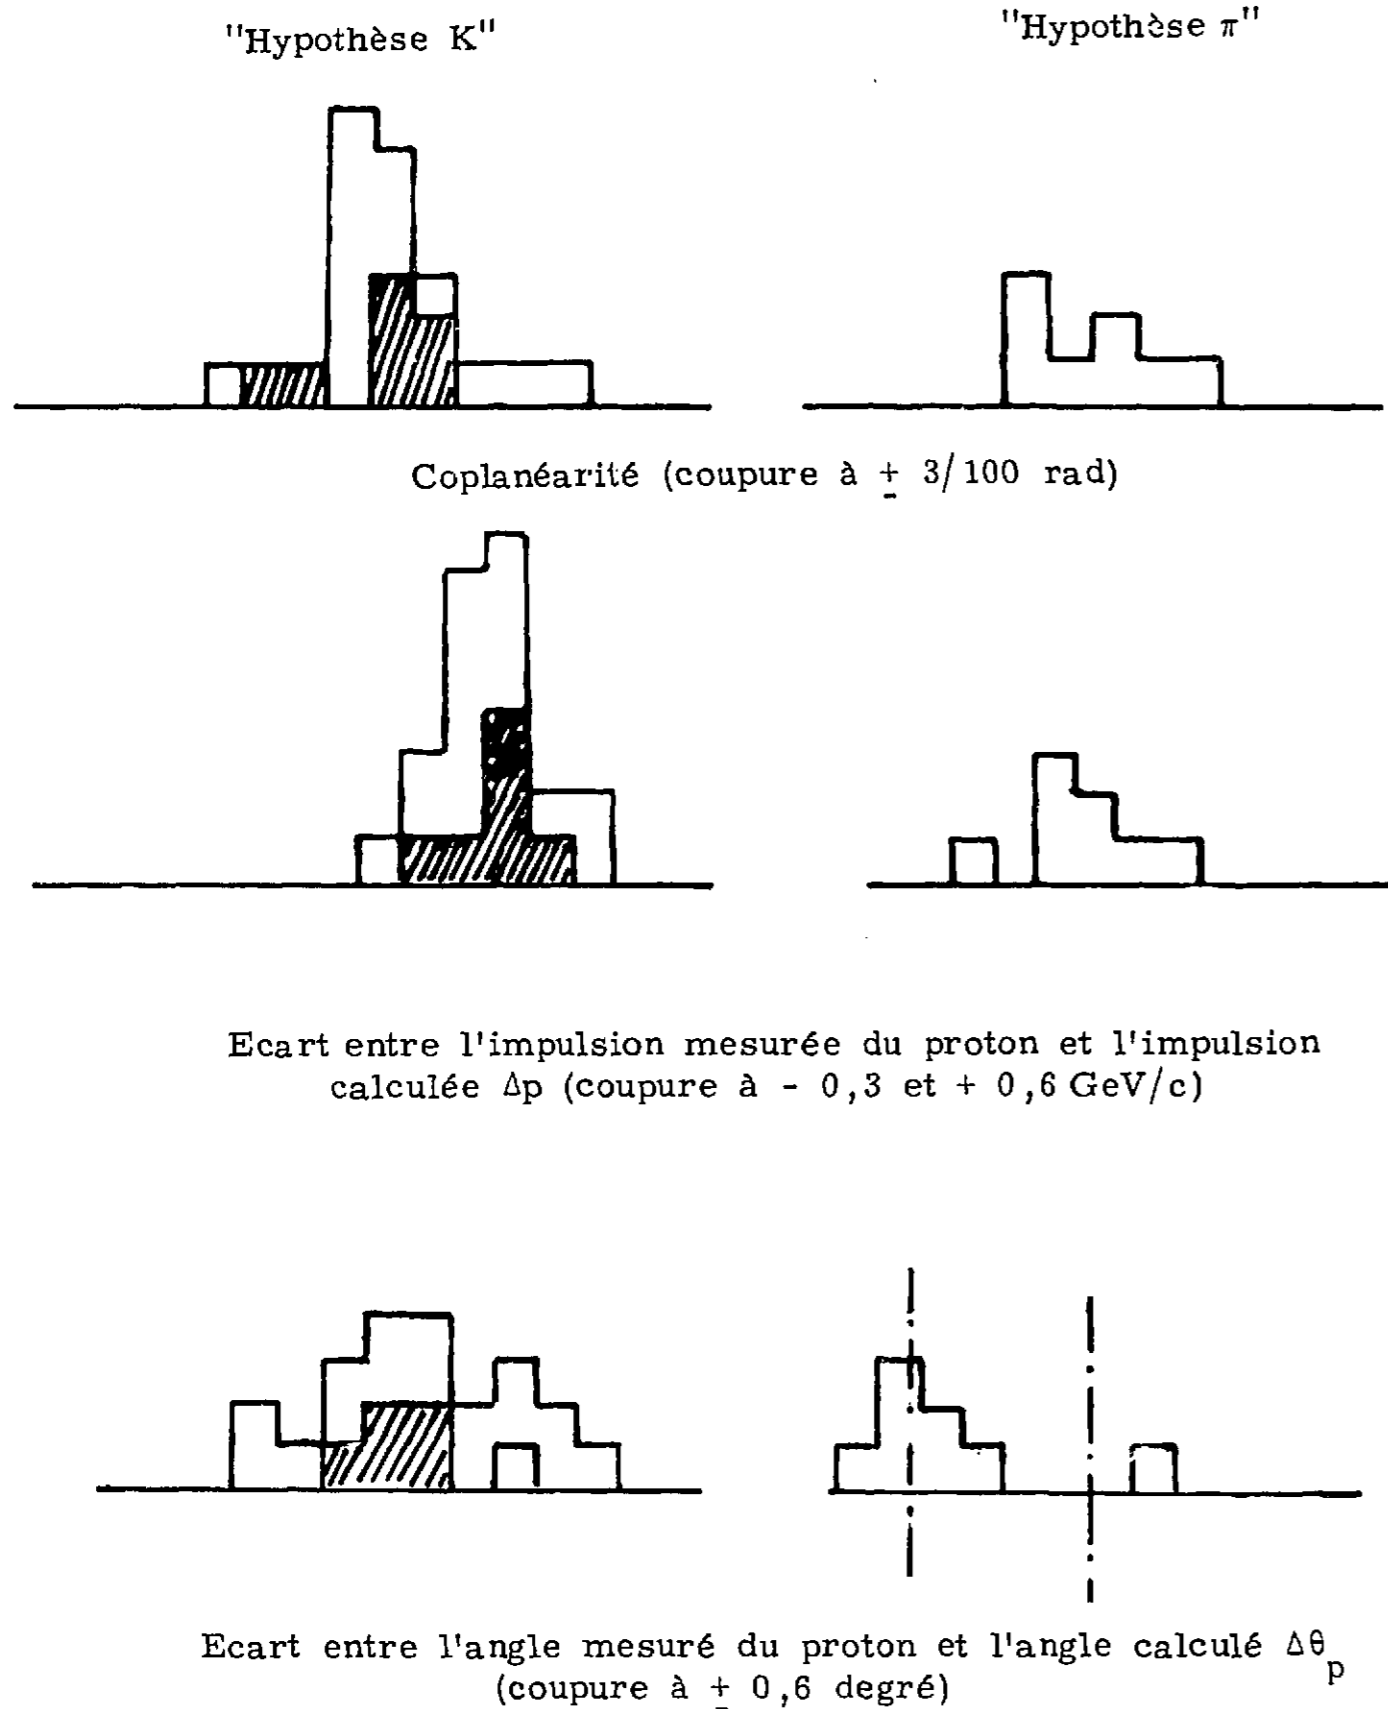 "Hypothèse K"
"Hypothèse π"
Coplanéarité (coupure à ± 3/100 rad)
Ecart entre l'impulsion mesurée du proton et l'impulsion
calculée Δp (coupure à - 0,3 et + 0,6 GeV/c)
Ecart entre l'angle mesuré du proton et l'angle calculé Δθp
(coupure à ± 0,6 degré)